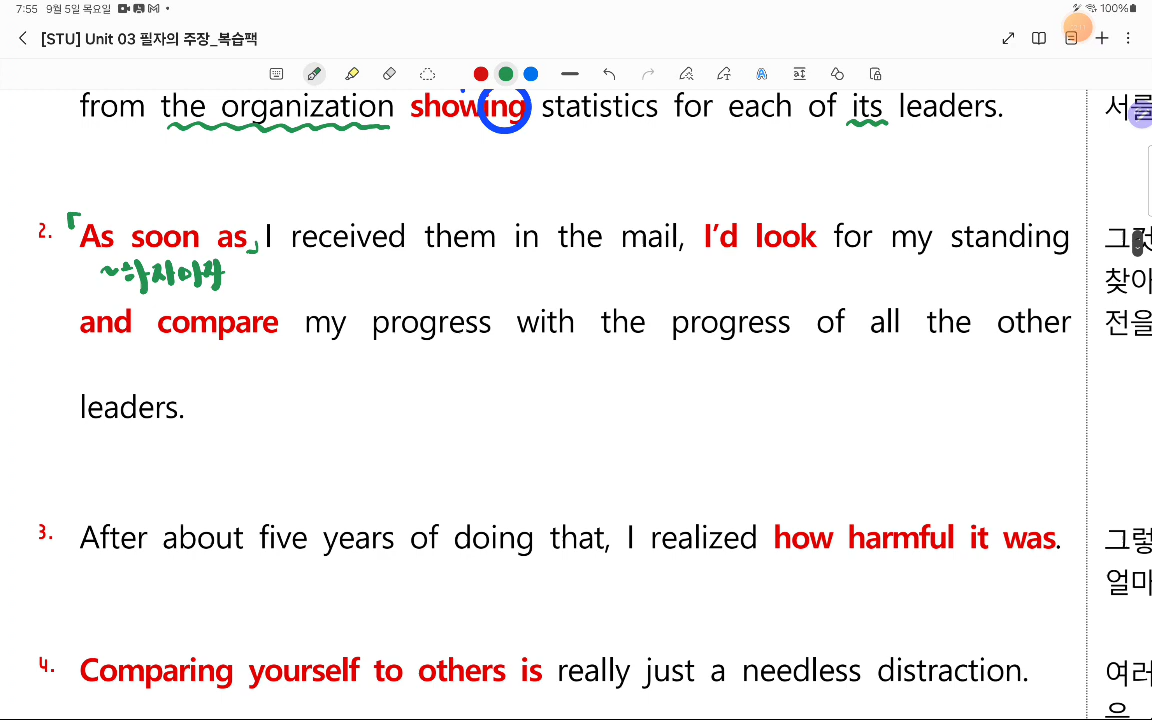 7:55 9월 5일 목요일 100%
[STU] Unit 03 필자의 주장_복습팩
from the organization showing statistics for each of its leaders.
서를
2. 「As soon as」 I received them in the mail, I'd look for my standing
~하자마자
찾아
and compare my progress with the progress of all the other
전을
leaders.
3. After about five years of doing that, I realized how harmful it was.
그렇
얼마
4. Comparing yourself to others is really just a needless distraction.
여러
은